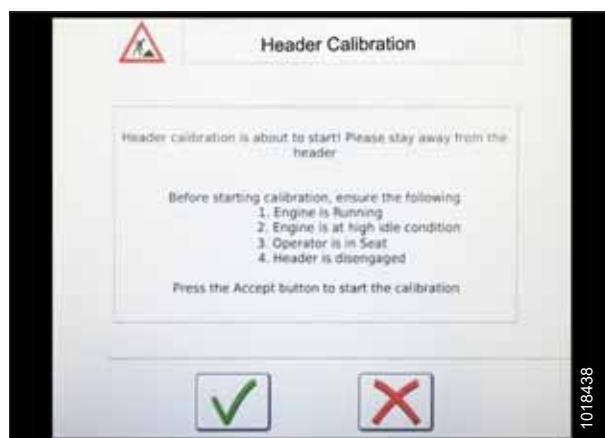 Header Calibration
Header calibration is about to start! Please stay away from the
header
Before starting calibration, ensure the following
1. Engine is Running
2. Engine is at high idle condition
3. Operator is in Seat
4. Header is disengaged
Press the Accept button to start the calibration
1018438